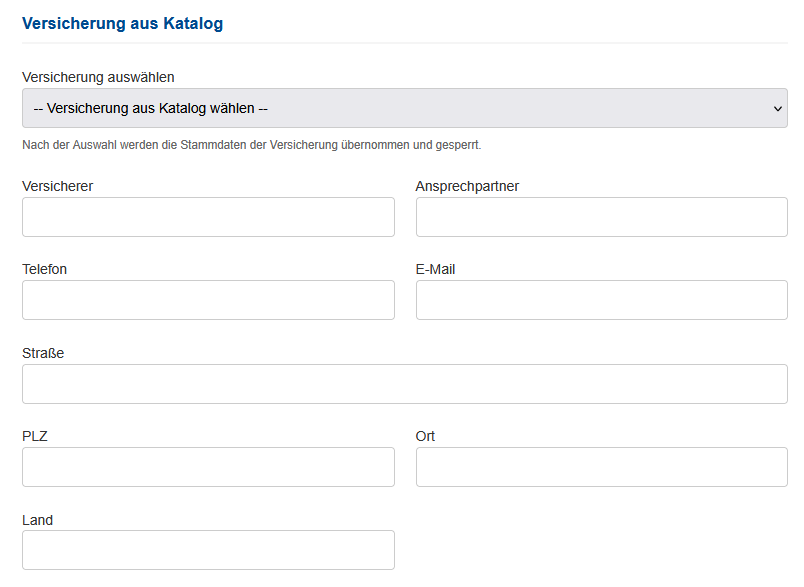 Versicherung aus Katalog
Versicherung auswählen
-- Versicherung aus Katalog wählen --
Nach der Auswahl werden die Stammdaten der Versicherung übernommen und gesperrt.
Versicherer
Ansprechpartner
Telefon
E-Mail
Straße
PLZ
Ort
Land